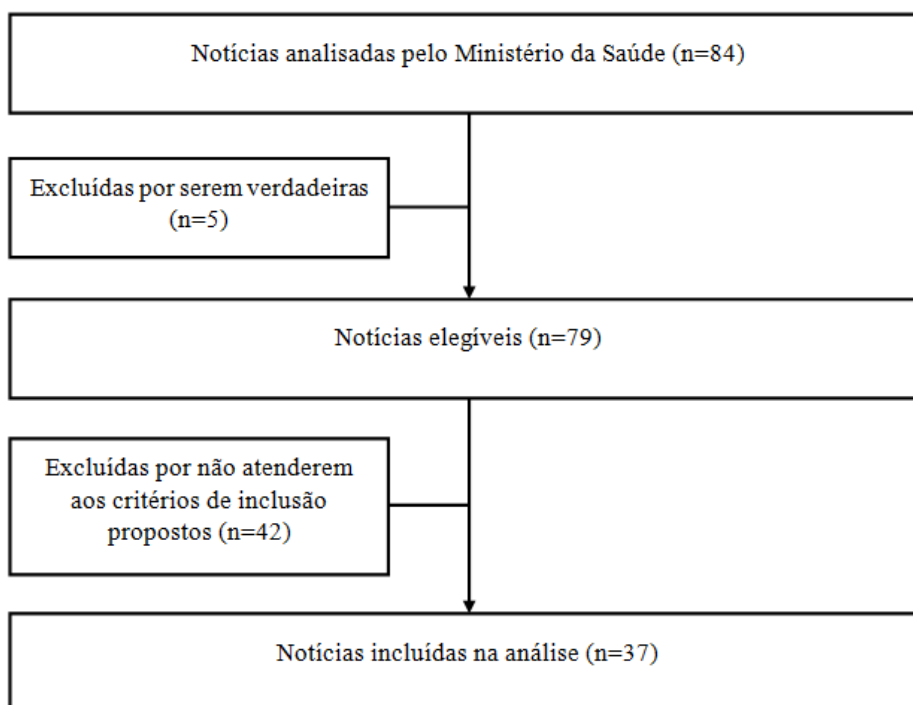 Notícias analisadas pelo Ministério da Saúde (n=84)
Excluídas por serem verdadeiras
(n=5)
Notícias elegíveis (n=79)
Excluídas por não atenderem
aos critérios de inclusão
propostos (n=42)
Notícias incluídas na análise (n=37)